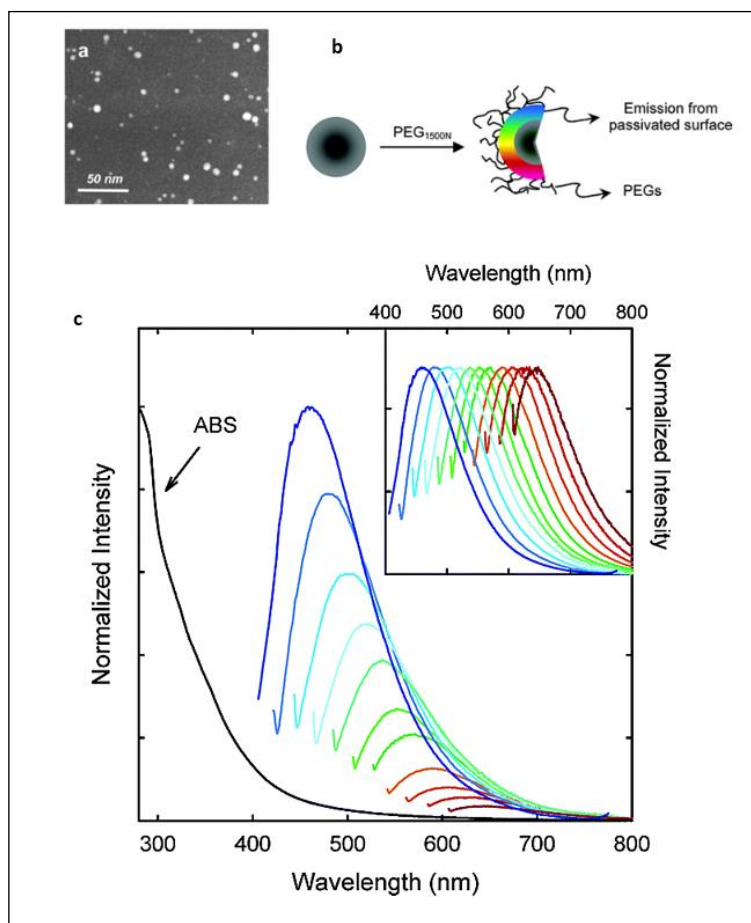 a
50 nm
b
PEG1500N
Emission from
passivated surface
PEGs
c
Wavelength (nm)
400 500 600 700 800
Normalized Intensity
ABS
Normalized Intensity
300 400 500 600 700 800
Wavelength (nm)